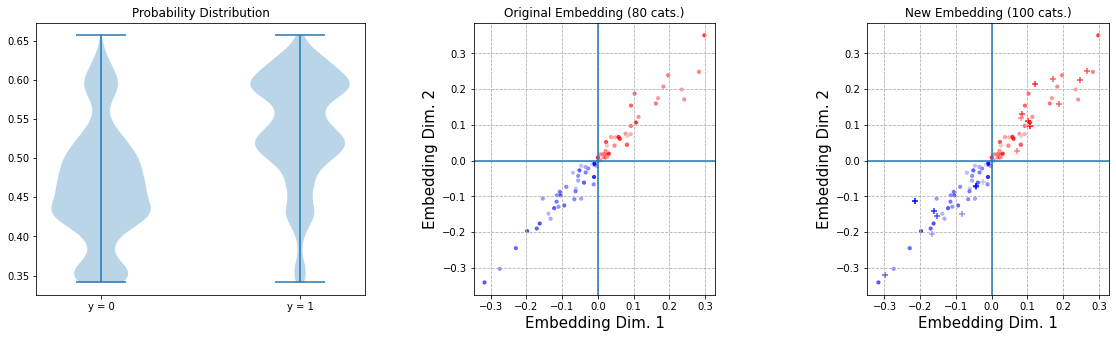 Probability Distribution
0.65
0.60
0.55
0.50
0.45
0.40
0.35
y = 0 y = 1
Original Embedding (80 cats.)
Embedding Dim. 2
0.3
0.2
0.1
0.0
−0.1
−0.2
−0.3
−0.3 −0.2 −0.1 0.0 0.1 0.2 0.3
Embedding Dim. 1
New Embedding (100 cats.)
Embedding Dim. 2
0.3
0.2
0.1
0.0
−0.1
−0.2
−0.3
−0.3 −0.2 −0.1 0.0 0.1 0.2 0.3
Embedding Dim. 1